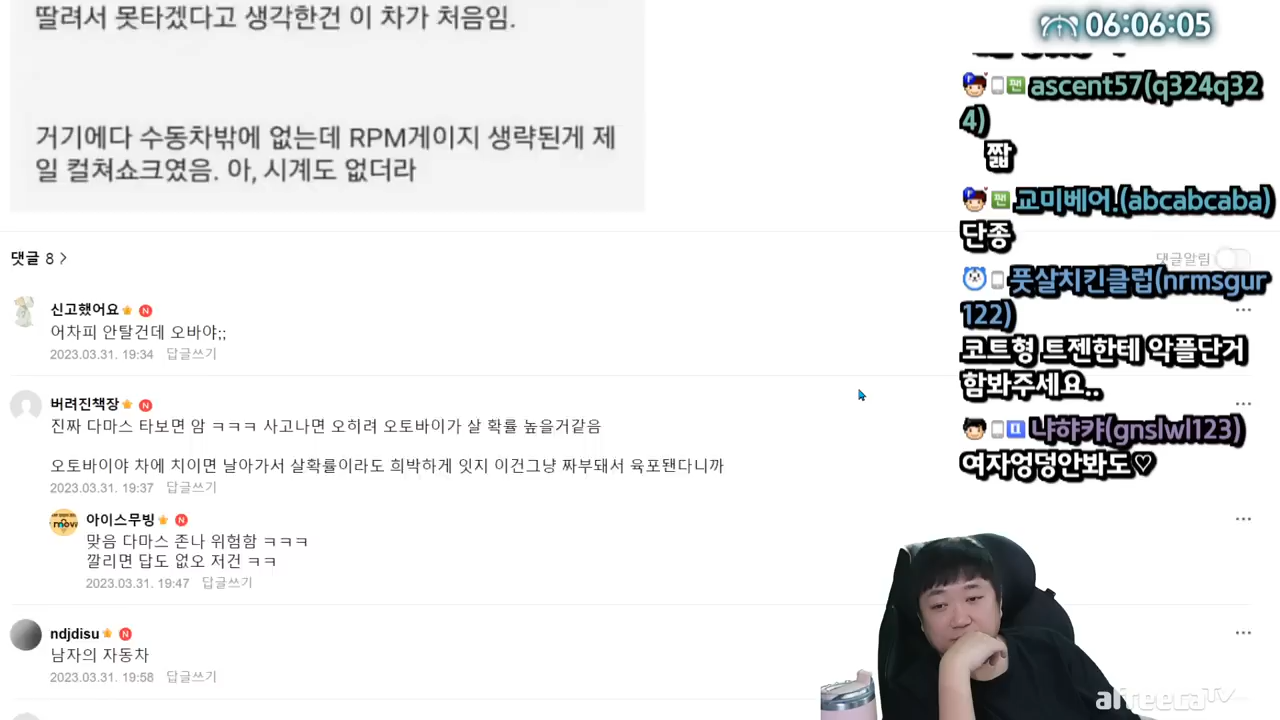 딸려서 못타겠다고 생각한건 이 차가 처음임.
거기에다 수동차밖에 없는데 RPM게이지 생략된게 제
일 컬쳐쇼크였음. 아, 시계도 없더라
댓글 8 >
댓글알림
신고했어요 N
어차피 안탈건데 오바야;;
2023.03.31. 19:34 답글쓰기
버려진책장 N
진짜 다마스 타보면 암 ㅋㅋㅋ 사고나면 오히려 오토바이가 살 확률 높을거같음
오토바이야 차에 치이면 날아가서 살확률이라도 희박하게 잇지 이건그냥 짜부돼서 육포됀다니까
2023.03.31. 19:37 답글쓰기
아이스무빙 N
맞음 다마스 존나 위험함 ㅋㅋㅋ
깔리면 답도 없오 저건 ㅋㅋ
2023.03.31. 19:47 답글쓰기
ndjdisu N
남자의 자동차
2023.03.31. 19:58 답글쓰기
06:06:05
ascent57(q324q32
4)
짧
교미베어.(abcabcaba)
단종
풋살치킨클럽(nrmsgur
122)
코트형 트젠한테 악플단거
함봐주세요..
냐햐캬(gnslwl123)
여자엉덩안봐도♡
afreecaTV